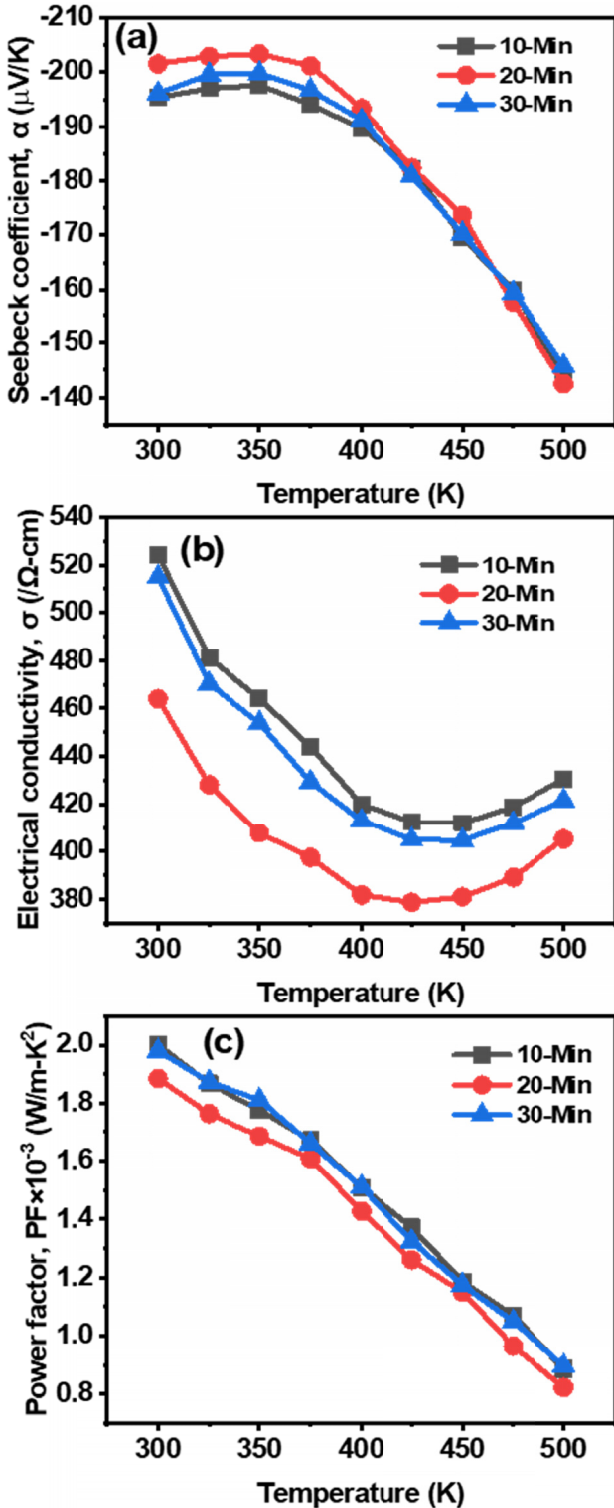 (a)
10-Min
20-Min
30-Min
Seebeck coefficient, α (μV/K)
-210
-200
-190
-180
-170
-160
-150
-140
300 350 400 450 500
Temperature (K)
(b)
10-Min
20-Min
30-Min
Electrical conductivity, σ (/Ω-cm)
540
520
500
480
460
440
420
400
380
300 350 400 450 500
Temperature (K)
(c)
10-Min
20-Min
30-Min
Power factor, PF×10⁻³ (W/m-K²)
2.0
1.8
1.6
1.4
1.2
1.0
0.8
300 350 400 450 500
Temperature (K)